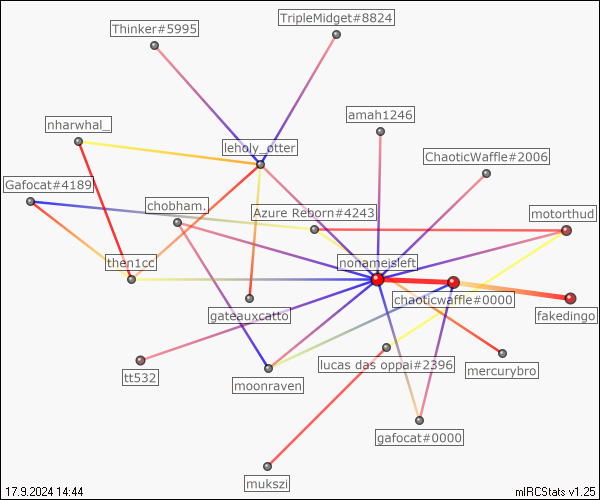 Thinker#5995
TripleMidget#8824
amah1246
nharwhal_
leholy_otter
ChaoticWaffle#2006
Gafocat#4189
chobham.
Azure Reborn#4243
motorthud
then1cc
nonameisleft
chaoticwaffle#0000
gateauxcatto
fakedingo
tt532
moonraven
lucas das oppai#2396
mercurybro
gafocat#0000
mukszi
17.9.2024 14:44
mIRCStats v1.25